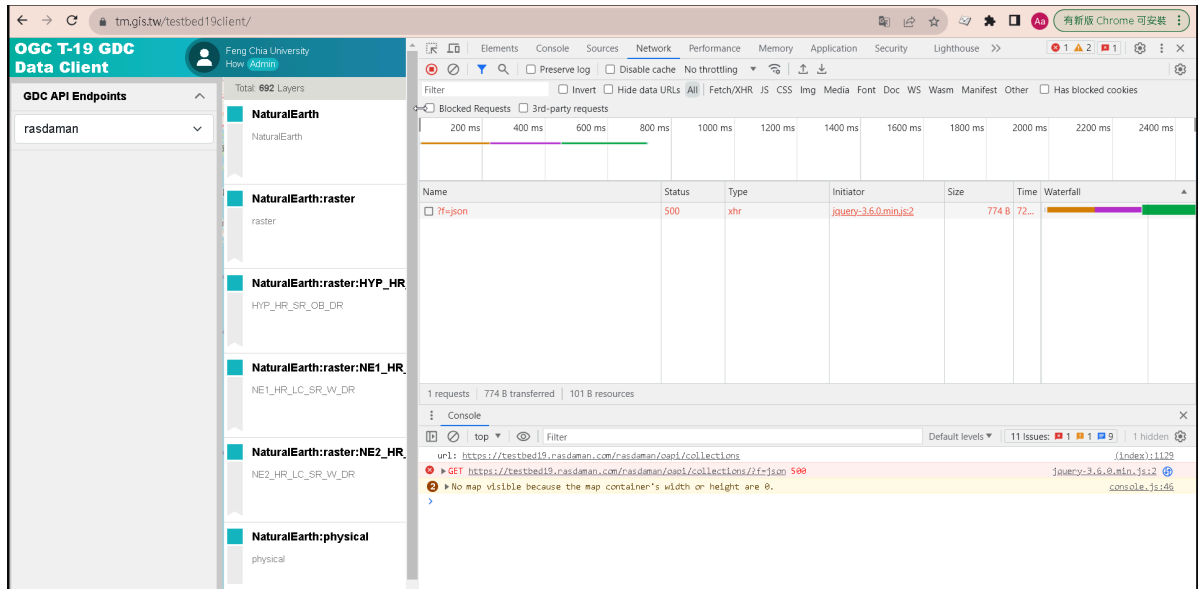 tm.gis.tw/testbed19client/
Aa
有新版 Chrome 可安裝
OGC T-19 GDC
Data Client
Feng Chia University
How Admin
GDC API Endpoints
rasdaman
Total: 692 Layers
NaturalEarth
NaturalEarth
NaturalEarth:raster
raster
NaturalEarth:raster:HYP_HR
HYP_HR_SR_OB_DR
NaturalEarth:raster:NE1_HR_
NE1_HR_LC_SR_W_DR
NaturalEarth:raster:NE2_HR_
NE2_HR_LC_SR_W_DR
NaturalEarth:physical
physical
Elements Console Sources Network Performance Memory Application Security Lighthouse 1 2 1
Preserve log Disable cache No throttling
Filter Invert Hide data URLs All Fetch/XHR JS CSS Img Media Font Doc WS Wasm Manifest Other Has blocked cookies
Blocked Requests 3rd-party requests
200 ms 400 ms 600 ms 800 ms 1000 ms 1200 ms 1400 ms 1600 ms 1800 ms 2000 ms 2200 ms 2400 ms
Name Status Type Initiator Size Time Waterfall
?f=json 500 xhr jquery-3.6.0.min.js:2 774 B 72...
1 requests 774 B transferred 101 B resources
Console
top Filter Default levels 11 Issues: 1 1 9 1 hidden
url: https://testbed19.rasdaman.com/rasdaman/oapi/collections (index):1129
GET https://testbed19.rasdaman.com/rasdaman/oapi/collections/?f=json 500 jquery-3.6.0.min.js:2
2 No map visible because the map container's width or height are 0. console.js:46